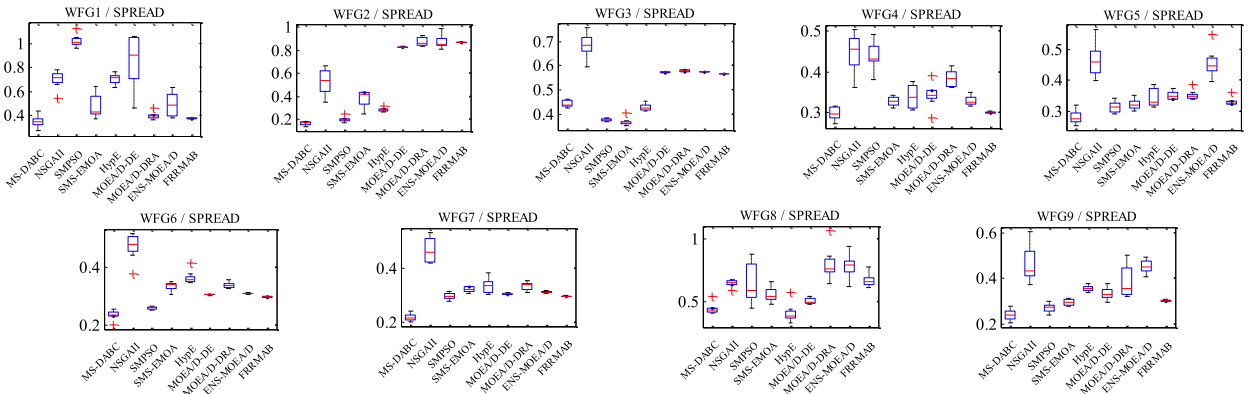 WFG1 / SPREAD
1
0.8
0.6
0.4
MS-DABC
NSGAII
SMPSO
SMS-EMOA
HypE
MOEA/D-DE
MOEA/D-DRA
ENS-MOEA/D
FRRMAB
WFG2 / SPREAD
1
0.8
0.6
0.4
0.2
MS-DABC
NSGAII
SMPSO
SMS-EMOA
HypE
MOEA/D-DE
MOEA/D-DRA
ENS-MOEA/D
FRRMAB
WFG3 / SPREAD
0.7
0.6
0.5
0.4
MS-DABC
NSGAII
SMPSO
SMS-EMOA
HypE
MOEA/D-DE
MOEA/D-DRA
ENS-MOEA/D
FRRMAB
WFG4 / SPREAD
0.5
0.4
0.3
MS-DABC
NSGAII
SMPSO
SMS-EMOA
HypE
MOEA/D-DE
MOEA/D-DRA
ENS-MOEA/D
FRRMAB
WFG5 / SPREAD
0.5
0.4
0.3
MS-DABC
NSGAII
SMPSO
SMS-EMOA
HypE
MOEA/D-DE
MOEA/D-DRA
ENS-MOEA/D
FRRMAB
WFG6 / SPREAD
0.4
0.2
MS-DABC
NSGAII
SMPSO
SMS-EMOA
HypE
MOEA/D-DE
MOEA/D-DRA
ENS-MOEA/D
FRRMAB
WFG7 / SPREAD
0.4
0.2
MS-DABC
NSGAII
SMPSO
SMS-EMOA
HypE
MOEA/D-DE
MOEA/D-DRA
ENS-MOEA/D
FRRMAB
WFG8 / SPREAD
1
0.5
MS-DABC
NSGAII
SMPSO
SMS-EMOA
HypE
MOEA/D-DE
MOEA/D-DRA
ENS-MOEA/D
FRRMAB
WFG9 / SPREAD
0.6
0.4
0.2
MS-DABC
NSGAII
SMPSO
SMS-EMOA
HypE
MOEA/D-DE
MOEA/D-DRA
ENS-MOEA/D
FRRMAB